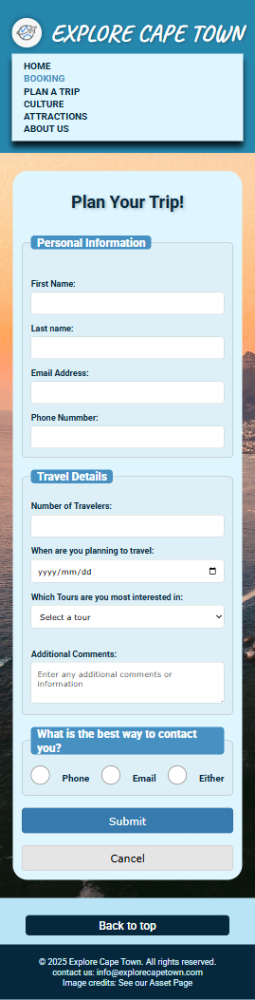 EXPLORE CAPE TOWN
HOME
BOOKING
PLAN A TRIP
CULTURE
ATTRACTIONS
ABOUT US
Plan Your Trip!
Personal Information
First Name:
Last name:
Email Address:
Phone Nummber:
Travel Details
Number of Travelers:
When are you planning to travel:
yyyy/mm/dd
Which Tours are you most interested in:
Select a tour
Additional Comments:
Enter any additional comments or
information
What is the best way to contact
you?
Phone Email Either
Submit
Cancel
Back to top
© 2025 Explore Cape Town. All rights reserved.
contact us: info@explorecapetown.com
Image credits: See our Asset Page